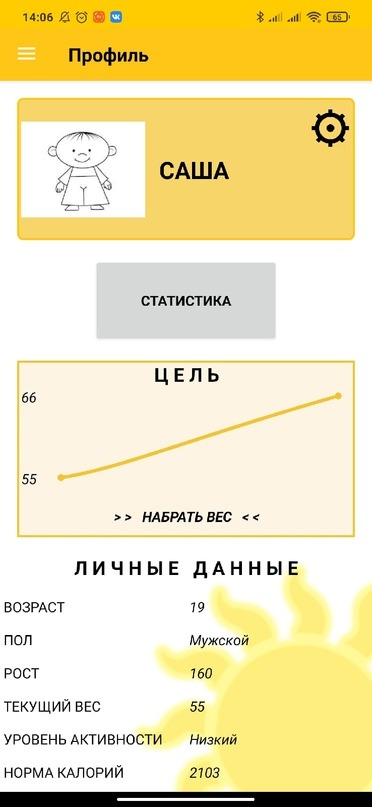 14:06 65
Профиль
САША
СТАТИСТИКА
ЦЕЛЬ
66
55
>> НАБРАТЬ ВЕС <<
ЛИЧНЫЕ ДАННЫЕ
ВОЗРАСТ 19
ПОЛ Мужской
РОСТ 160
ТЕКУЩИЙ ВЕС 55
УРОВЕНЬ АКТИВНОСТИ Низкий
НОРМА КАЛОРИЙ 2103